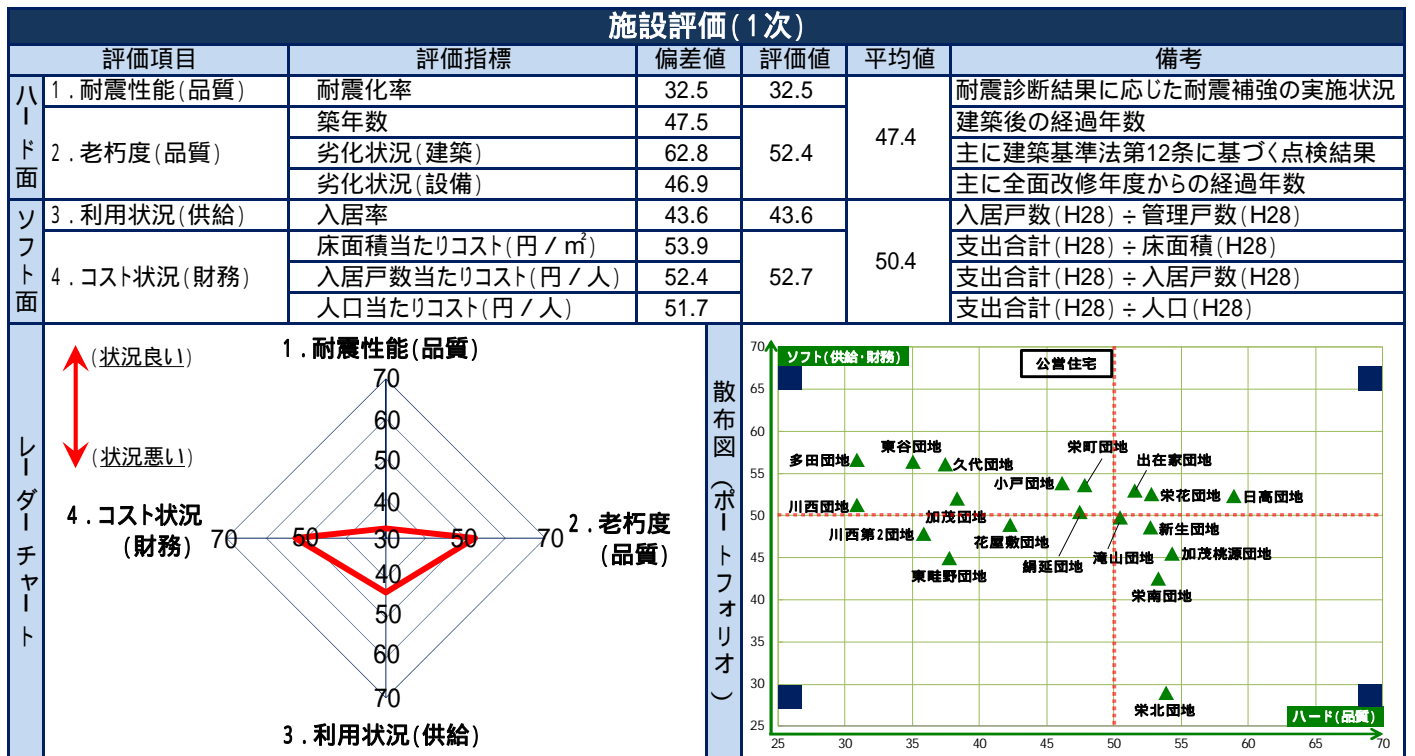 施設評価(1次)
評価項目 評価指標 偏差値 評価値 平均値 備考
ハード面
1.耐震性能(品質) 耐震化率 32.5 32.5 耐震診断結果に応じた耐震補強の実施状況
築年数 47.5 建築後の経過年数
2.老朽度(品質) 劣化状況(建築) 62.8 52.4 47.4 主に建築基準法第12条に基づく点検結果
劣化状況(設備) 46.9 主に全面改修年度からの経過年数
ソフト面
3.利用状況(供給) 入居率 43.6 43.6 入居戸数(H28)÷管理戸数(H28)
床面積当たりコスト(円/㎡) 53.9 支出合計(H28)÷床面積(H28)
4.コスト状況(財務) 入居戸数当たりコスト(円/人) 52.4 52.7 50.4 支出合計(H28)÷入居戸数(H28)
人口当たりコスト(円/人) 51.7 支出合計(H28)÷人口(H28)
レーダーチャート
(状況良い)
(状況悪い)
1.耐震性能(品質)
70
60
50
40
4.コスト状況
(財務)
70 50 30 50 70
2.老朽度
(品質)
40
50
60
70
3.利用状況(供給)
散布図(ポートフォリオ)
ソフト(供給・財務)
公営住宅
70
65
60
55
50
45
40
35
30
25
多田団地
東谷団地
久代団地
小戸団地
栄町団地
出在家団地
栄花団地
日高団地
川西団地
加茂団地
川西第2団地
花屋敷団地
絹延団地
滝山団地
新生団地
東畦野団地
加茂桃源団地
栄南団地
栄北団地
ハード(品質)
25 30 35 40 45 50 55 60 65 70